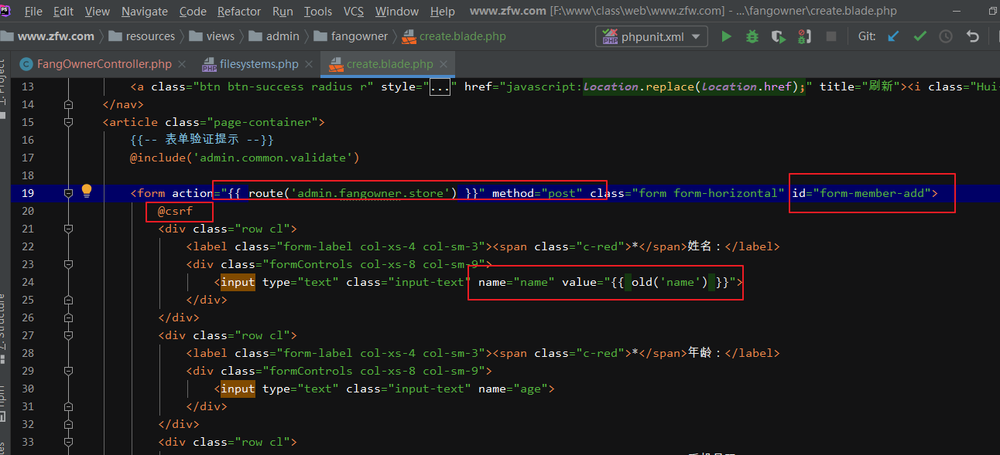 PS File Edit View Navigate Code Refactor Run Tools VCS Window Help www.zfw.com [F:\www\class\web\www.zfw.com] - ...\fangowner\create.blade.php
www.zfw.com resources views admin fangowner create.blade.php PHP phpunit.xml Git:
C FangOwnerController.php PHP filesystems.php create.blade.php
13 <a class="btn btn-success radius r" style="..." href="javascript:location.replace(location.href);" title="刷新"><i class="Hui-
14 </nav>
15 <article class="page-container">
16 {{-- 表单验证提示 --}}
17 @include('admin.common.validate')
18
19 <form action="{{ route('admin.fangowner.store') }}" method="post" class="form form-horizontal" id="form-member-add">
20 @csrf
21 <div class="row cl">
22 <label class="form-label col-xs-4 col-sm-3"><span class="c-red">*</span>姓名：</label>
23 <div class="formControls col-xs-8 col-sm-9">
24 <input type="text" class="input-text" name="name" value="{{ old('name') }}">
25 </div>
26 </div>
27 <div class="row cl">
28 <label class="form-label col-xs-4 col-sm-3"><span class="c-red">*</span>年龄：</label>
29 <div class="formControls col-xs-8 col-sm-9">
30 <input type="text" class="input-text" name="age">
31 </div>
32 </div>
33 <div class="row cl">
1: Project
Z: Structure
npm